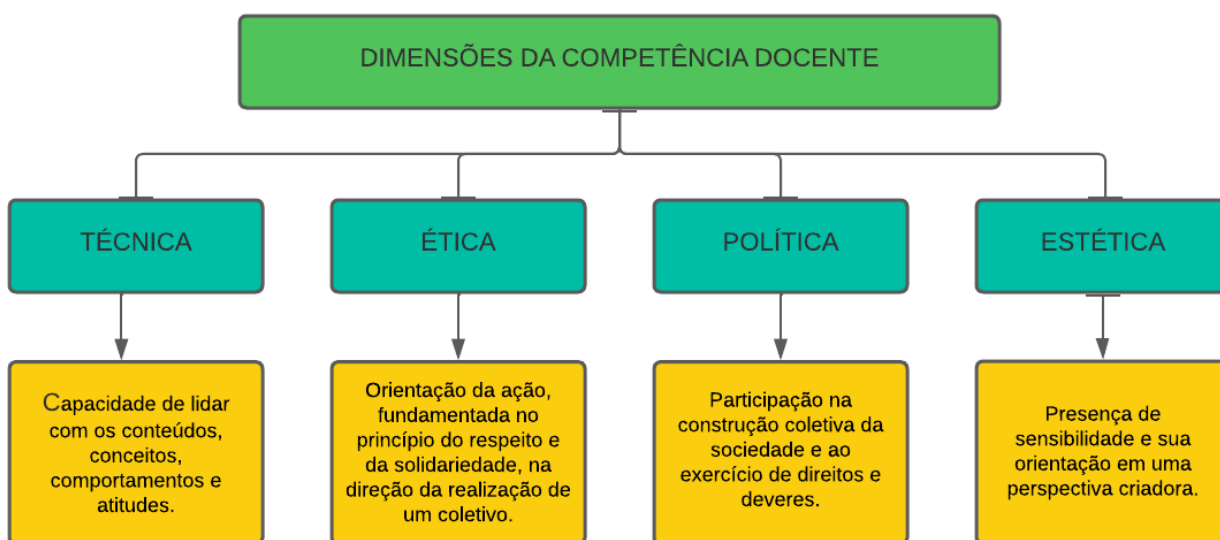 DIMENSÕES DA COMPETÊNCIA DOCENTE
TÉCNICA
ÉTICA
POLÍTICA
ESTÉTICA
Capacidade de lidar
com os conteúdos,
conceitos,
comportamentos e
atitudes.
Orientação da ação,
fundamentada no
princípio do respeito e
da solidariedade, na
direção da realização de
um coletivo.
Participação na
construção coletiva da
sociedade e ao
exercício de direitos e
deveres.
Presença de
sensibilidade e sua
orientação em uma
perspectiva criadora.